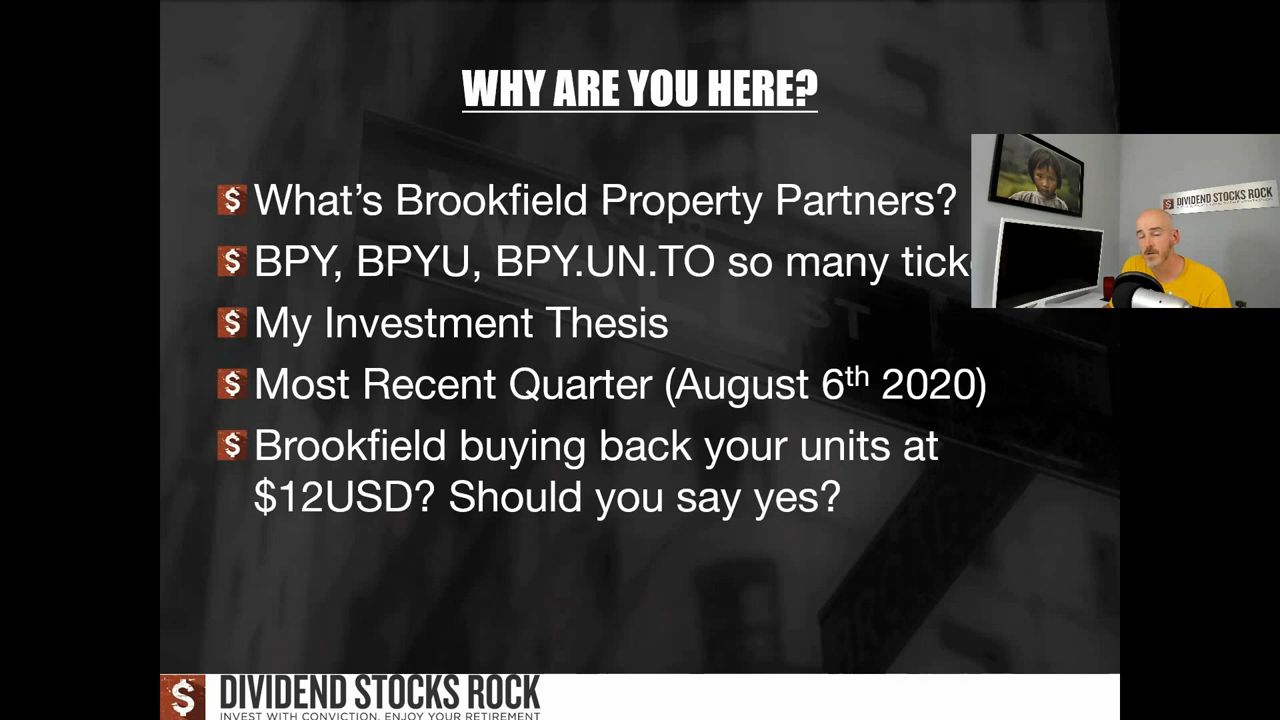 WHY ARE YOU HERE?
What's Brookfield Property Partners?
BPY, BPYU, BPY.UN.TO so many
My Investment Thesis
Most Recent Quarter (August 6th 2020)
Brookfield buying back your units at
$12USD? Should you say yes?
DIVIDEND STOCKS ROCK
ST
DIVIDEND STOCKS ROCK
INVEST WITH CONVICTION. ENJOY YOUR RETIREMENT